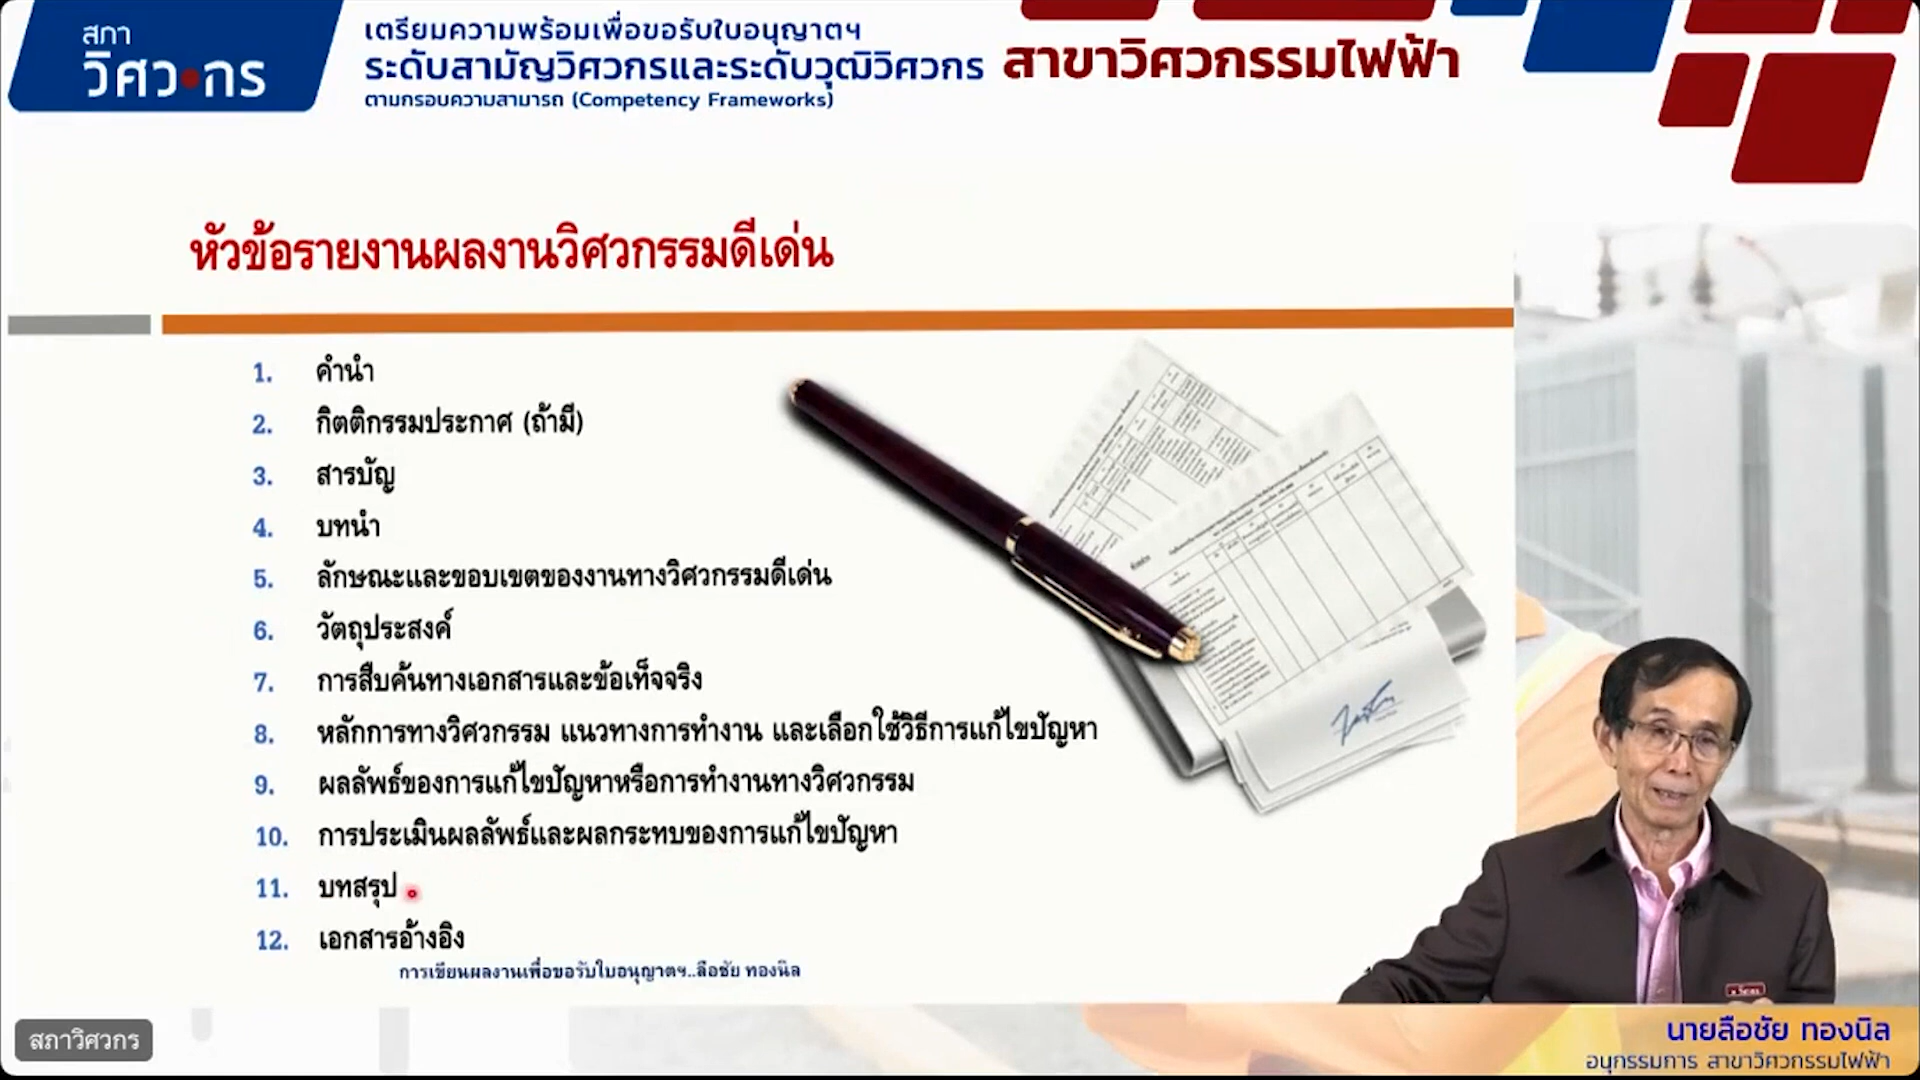 สภา
วิศวกร
เตรียมความพร้อมเพื่อขอรับใบอนุญาตฯ
ระดับสามัญวิศวกรและระดับวุฒิวิศวกร สาขาวิศวกรรมไฟฟ้า
ตามกรอบความสามารถ (Competency Frameworks)
หัวข้อรายงานผลงานวิศวกรรมดีเด่น
1. คำนำ
2. กิตติกรรมประกาศ (ถ้ามี)
3. สารบัญ
4. บทนำ
5. ลักษณะและขอบเขตของงานทางวิศวกรรมดีเด่น
6. วัตถุประสงค์
7. การสืบค้นทางเอกสารและข้อเท็จจริง
8. หลักการทางวิศวกรรม แนวทางการทำงาน และเลือกใช้วิธีการแก้ไขปัญหา
9. ผลลัพธ์ของการแก้ไขปัญหาหรือการทำงานทางวิศวกรรม
10. การประเมินผลลัพธ์และผลกระทบของการแก้ไขปัญหา
11. บทสรุป
12. เอกสารอ้างอิง
การเขียนผลงานเพื่อขอรับใบอนุญาตฯ..ลือชัย ทองนิล
สภาวิศวกร
นายลือชัย ทองนิล
อนุกรรมการ สาขาวิศวกรรมไฟฟ้า